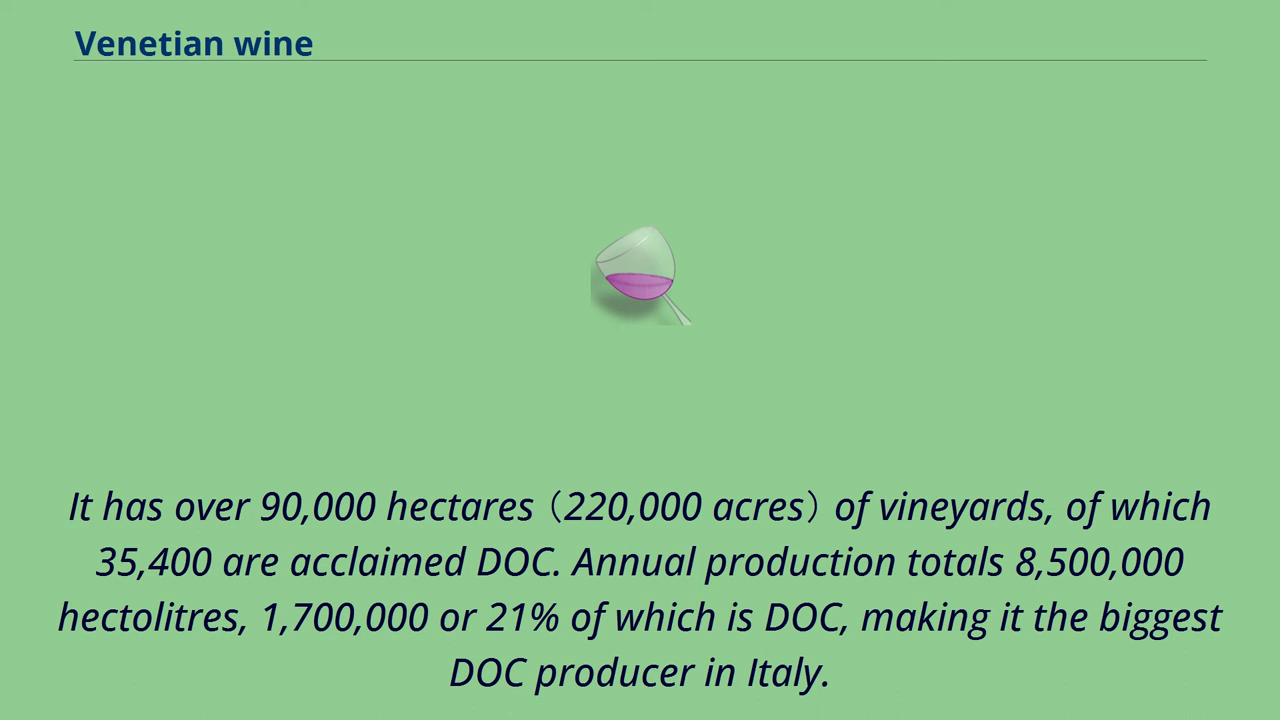 Venetian wine
It has over 90,000 hectares (220,000 acres) of vineyards, of which
35,400 are acclaimed DOC. Annual production totals 8,500,000
hectolitres, 1,700,000 or 21% of which is DOC, making it the biggest
DOC producer in Italy.